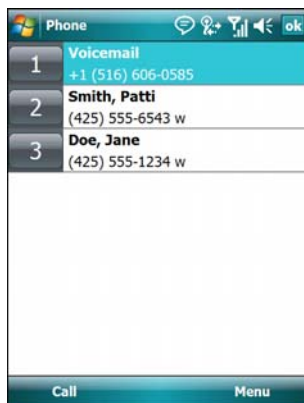 Phone
ok
1
Voicemail
+1 (516) 606-0585
2
Smith, Patti
(425) 555-6543 w
3
Doe, Jane
(425) 555-1234 w
Call
Menu